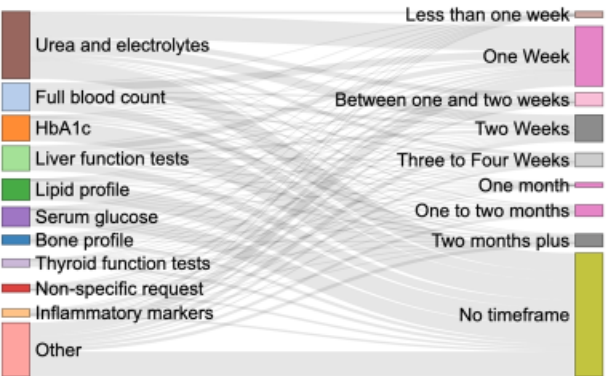 Urea and electrolytes
Full blood count
HbA1c
Liver function tests
Lipid profile
Serum glucose
Bone profile
Thyroid function tests
Non-specific request
Inflammatory markers
Other
Less than one week
One Week
Between one and two weeks
Two Weeks
Three to Four Weeks
One month
One to two months
Two months plus
No timeframe